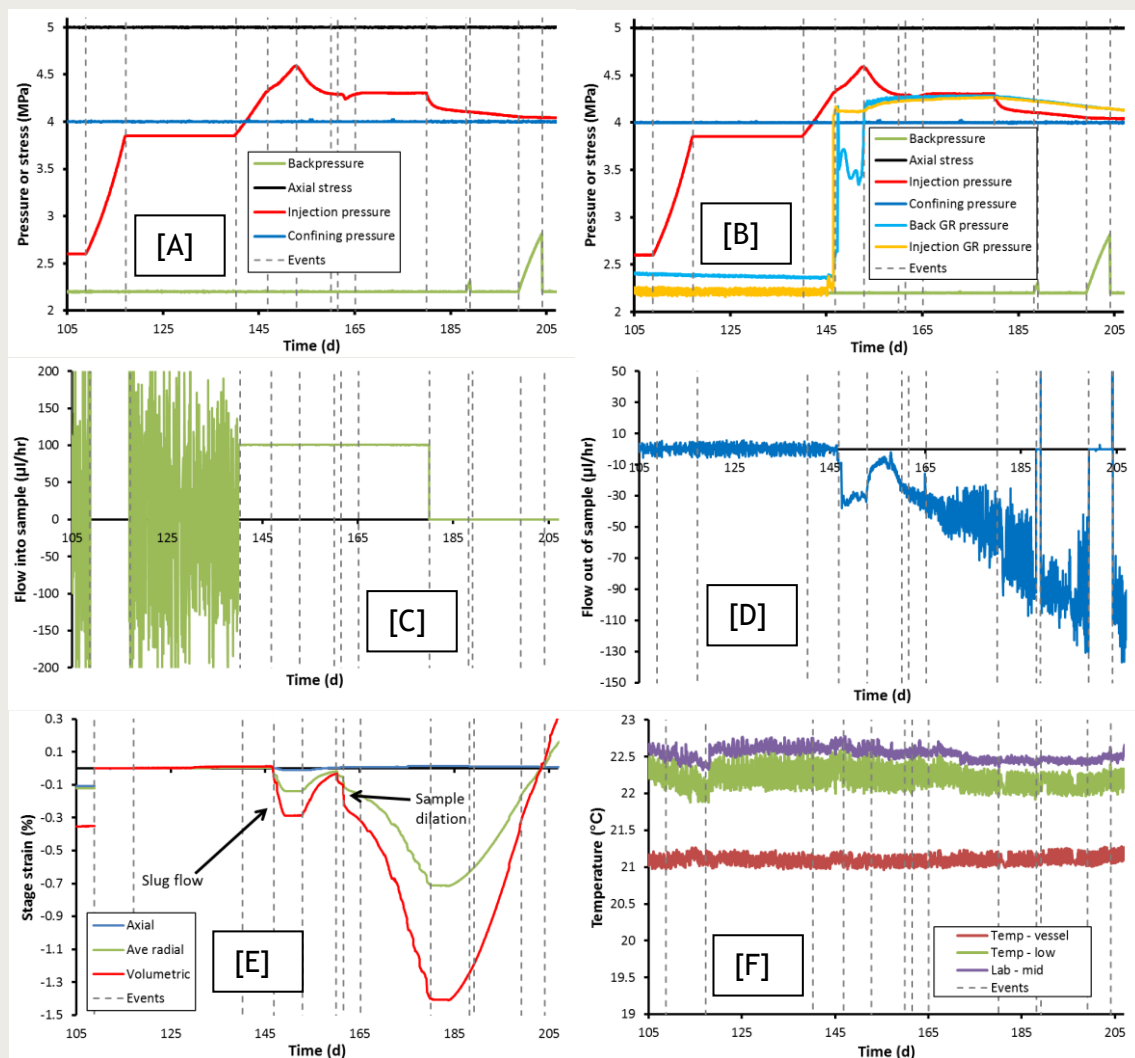 Pressure or stress (MPa)
5
4.5
4
3.5
3
2.5
2
105 125 145 165 185 205
Time (d)
Backpressure
Axial stress
Injection pressure
Confining pressure
Events
[A]
Pressure or stress (MPa)
5
4.5
4
3.5
3
2.5
2
105 125 145 165 185 205
Time (d)
Backpressure
Axial stress
Injection pressure
Confining pressure
Back GR pressure
Injection GR pressure
Events
[B]
Flow into sample (µl/hr)
200
150
100
50
0
-50
-100
-150
-200
105 125 145 165 185 205
Time (d)
[C]
Flow out of sample (µl/hr)
50
30
10
-10
-30
-50
-70
-90
-110
-130
-150
105 125 145 165 185 205
Time (d)
[D]
Stage strain (%)
0.3
0.1
-0.1
-0.3
-0.5
-0.7
-0.9
-1.1
-1.3
-1.5
105 125 145 165 185 205
Time (d)
Slug flow
Sample
dilation
Axial
Ave radial
Volumetric
Events
[E]
Temperature (°C)
23
22.5
22
21.5
21
20.5
20
19.5
19
105 125 145 165 185 205
Time (d)
Temp - vessel
Temp - low
Lab - mid
Events
[F]